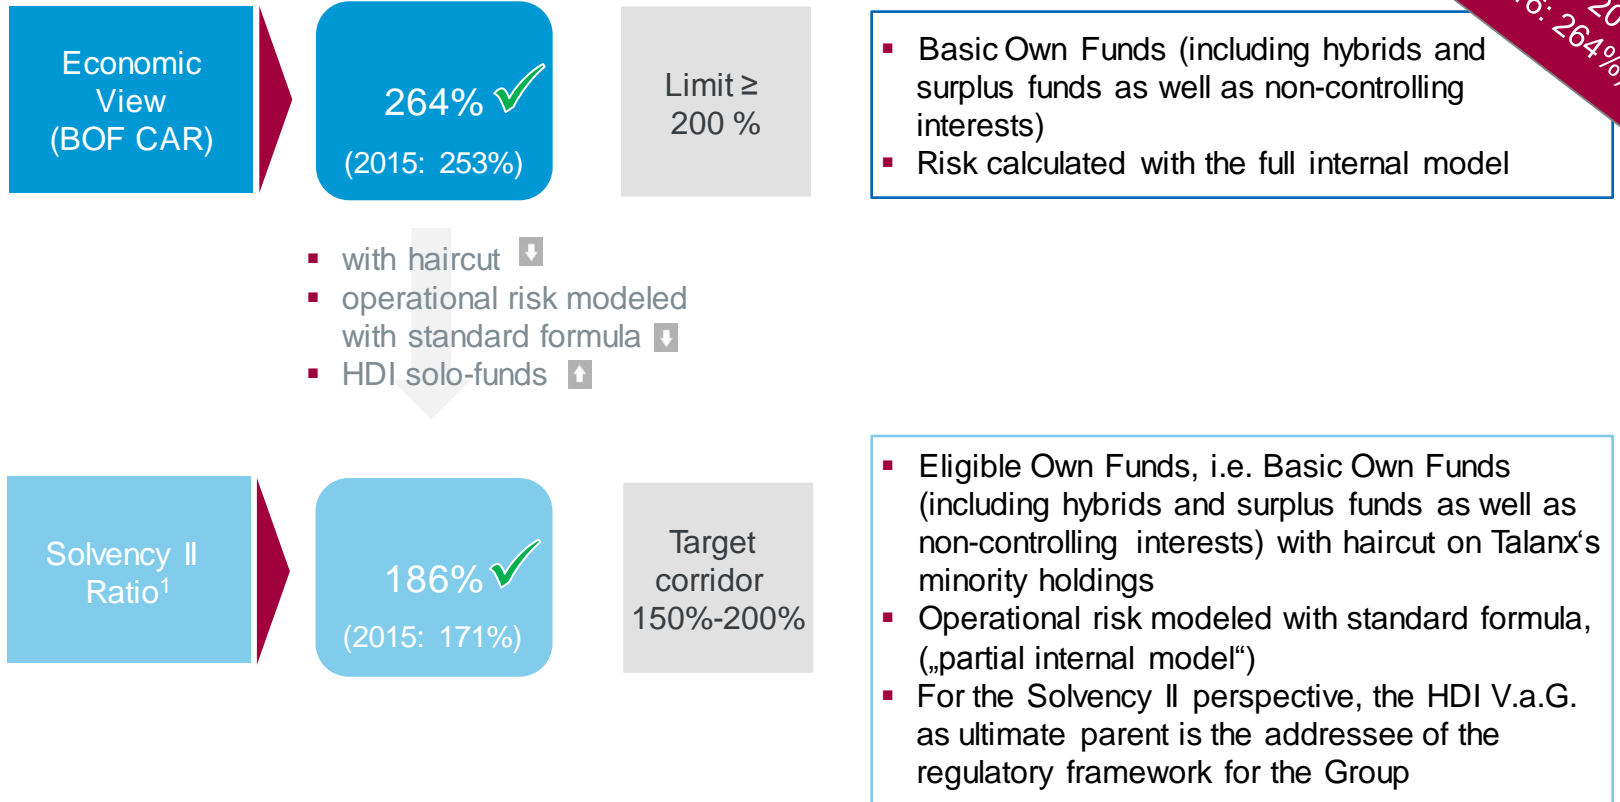 Economic
View
(BOF CAR)
264%
(2015: 253%)
Limit ≥
200 %
▪ Basic Own Funds (including hybrids and
surplus funds as well as non-controlling
interests)
▪ Risk calculated with the full internal model
264%
▪ with haircut
▪ operational risk modeled
with standard formula
▪ HDI solo-funds
Solvency II
Ratio¹
186%
(2015: 171%)
Target
corridor
150%-200%
▪ Eligible Own Funds, i.e. Basic Own Funds
(including hybrids and surplus funds as well as
non-controlling interests) with haircut on Talanx‘s
minority holdings
▪ Operational risk modeled with standard formula,
(„partial internal model“)
▪ For the Solvency II perspective, the HDI V.a.G.
as ultimate parent is the addressee of the
regulatory framework for the Group